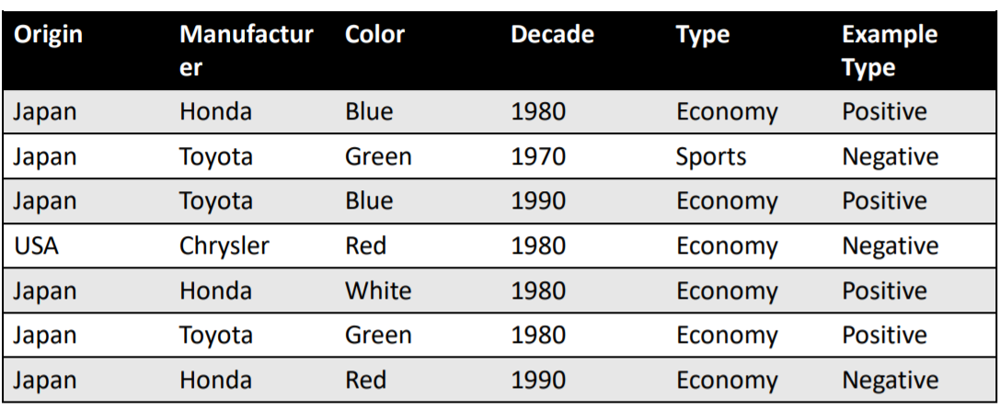 Origin Manufactur Color Decade Type Example
er Type
Japan Honda Blue 1980 Economy Positive
Japan Toyota Green 1970 Sports Negative
Japan Toyota Blue 1990 Economy Positive
USA Chrysler Red 1980 Economy Negative
Japan Honda White 1980 Economy Positive
Japan Toyota Green 1980 Economy Positive
Japan Honda Red 1990 Economy Negative